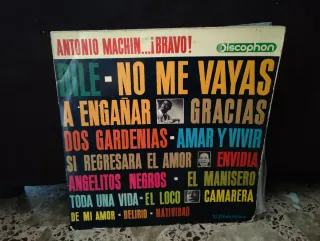 ANTONIO MACHIN...¡BRAVO!
Discophon
DILE - NO ME VAYAS
A ENGAÑAR GRACIAS
DOS GARDENIAS - AMAR Y VIVIR
SI REGRESARA EL AMOR - ENVIDIA
ANGELITOS NEGROS - EL MANISERO
TODA UNA VIDA - EL LOCO CAMARERA
DE MI AMOR - DELIRIO - NATIVIDAD